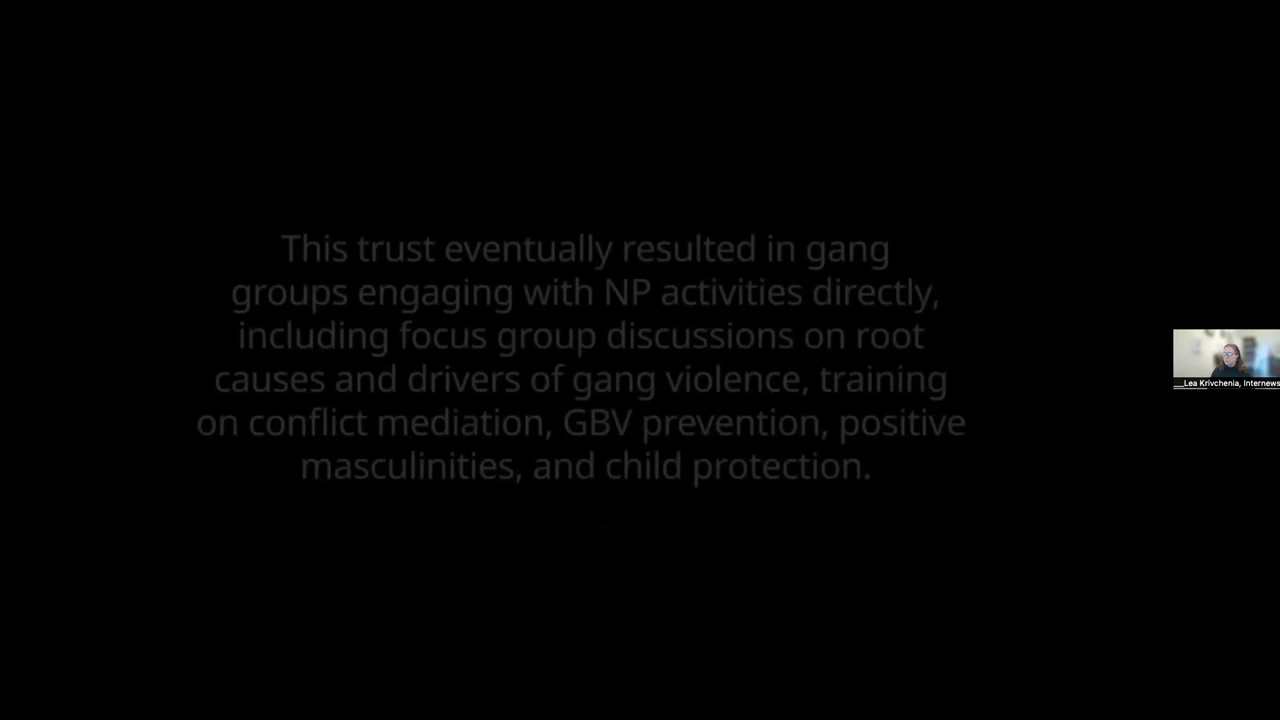 This trust eventually resulted in gang
groups engaging with NP activities directly,
including focus group discussions on root
causes and drivers of gang violence, training
on conflict mediation, GBV prevention, positive
masculinities, and child protection.
Lea Krivchenia, Internews